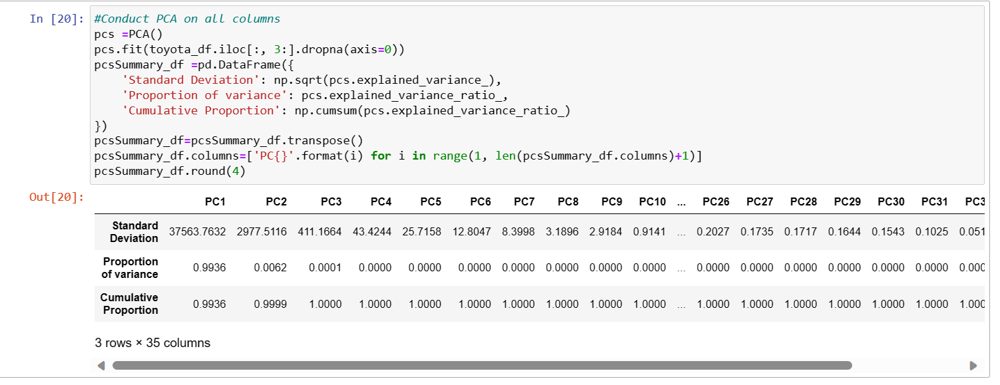 In [20]: #Conduct PCA on all columns
pcs =PCA()
pcs.fit(toyota_df.iloc[:, 3:].dropna(axis=0))
pcsSummary_df =pd.DataFrame({
    'Standard Deviation': np.sqrt(pcs.explained_variance_),
    'Proportion of variance': pcs.explained_variance_ratio_,
    'Cumulative Proportion': np.cumsum(pcs.explained_variance_ratio_)
})
pcsSummary_df=pcsSummary_df.transpose()
pcsSummary_df.columns=['PC{}'.format(i) for i in range(1, len(pcsSummary_df.columns)+1)]
pcsSummary_df.round(4)
Out[20]:
PC1 PC2 PC3 PC4 PC5 PC6 PC7 PC8 PC9 PC10 ... PC26 PC27 PC28 PC29 PC30 PC31 PC3
Standard
Deviation 37563.7632 2977.5116 411.1664 43.4244 25.7158 12.8047 8.3998 3.1896 2.9184 0.9141 ... 0.2027 0.1735 0.1717 0.1644 0.1543 0.1025 0.051
Proportion
of variance 0.9936 0.0062 0.0001 0.0000 0.0000 0.0000 0.0000 0.0000 0.0000 0.0000 ... 0.0000 0.0000 0.0000 0.0000 0.0000 0.0000 0.000
Cumulative
Proportion 0.9936 0.9999 1.0000 1.0000 1.0000 1.0000 1.0000 1.0000 1.0000 1.0000 ... 1.0000 1.0000 1.0000 1.0000 1.0000 1.0000 1.000
3 rows × 35 columns